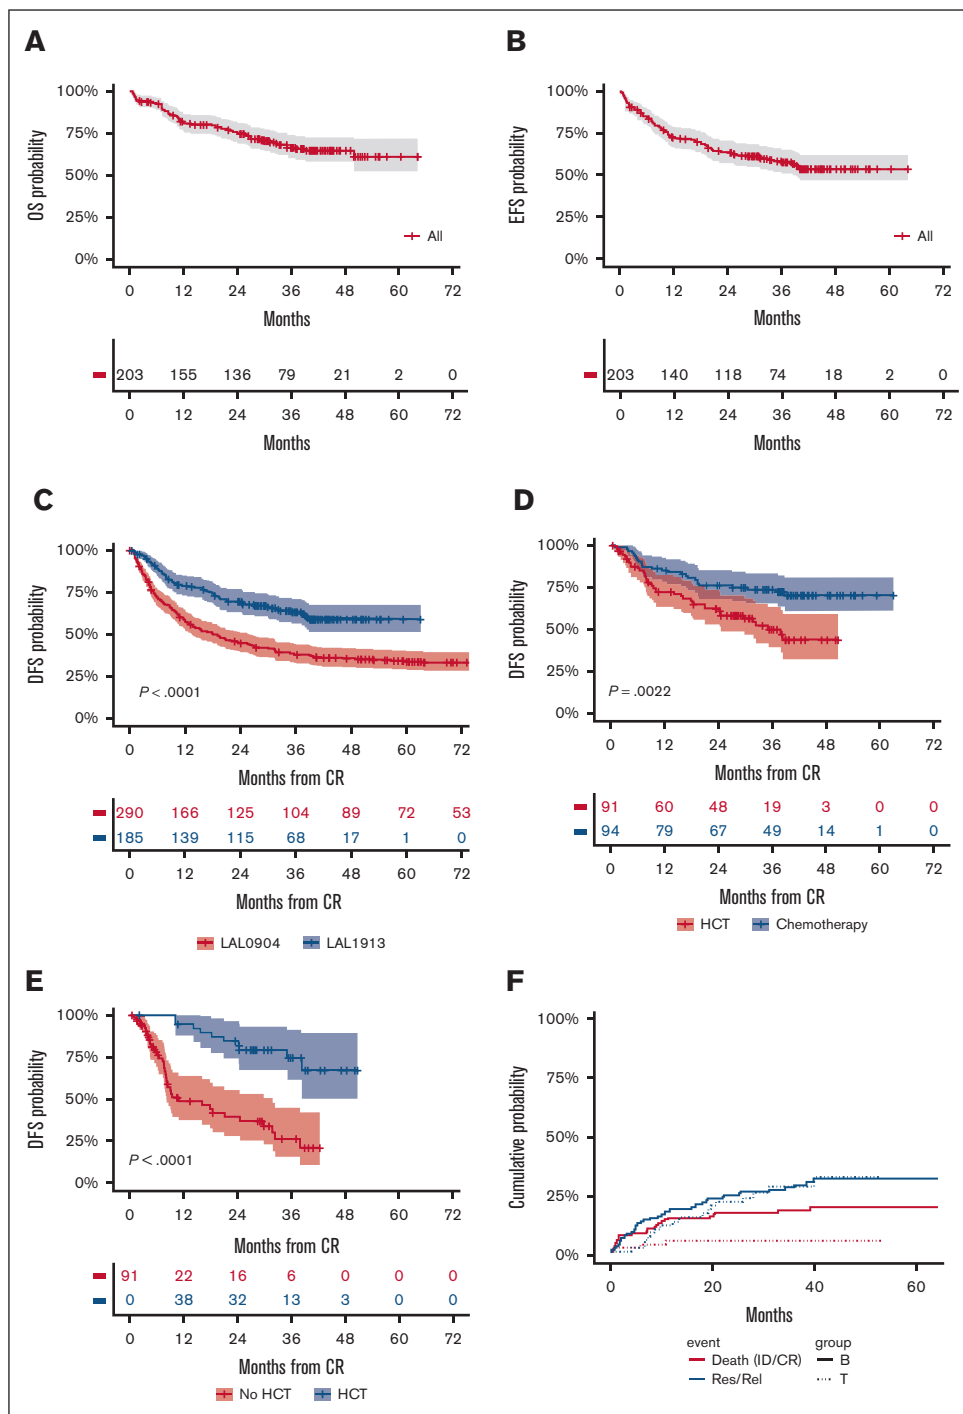 A
OS probability
100%
75%
50%
25%
0%
All
0 12 24 36 48 60 72
Months
203 155 136 79 21 2 0
0 12 24 36 48 60 72
Months
B
EFS probability
100%
75%
50%
25%
0%
All
0 12 24 36 48 60 72
Months
203 140 118 74 18 2 0
0 12 24 36 48 60 72
Months
C
DFS probability
100%
75%
50%
25%
0%
P < .0001
0 12 24 36 48 60 72
Months from CR
290 166 125 104 89 72 53
185 139 115 68 17 1 0
0 12 24 36 48 60 72
Months from CR
LAL0904 LAL1913
D
DFS probability
100%
75%
50%
25%
0%
P = .0022
0 12 24 36 48 60 72
Months from CR
91 60 48 19 3 0 0
94 79 67 49 14 1 0
0 12 24 36 48 60 72
Months from CR
HCT Chemotherapy
E
DFS probability
100%
75%
50%
25%
0%
P < .0001
0 12 24 36 48 60 72
Months from CR
91 22 16 6 0 0 0
0 38 32 13 3 0 0
0 12 24 36 48 60 72
Months from CR
No HCT HCT
F
Cumulative probability
100%
75%
50%
25%
0%
0 20 40 60
Months
event group
Death (ID/CR) B
Res/Rel T